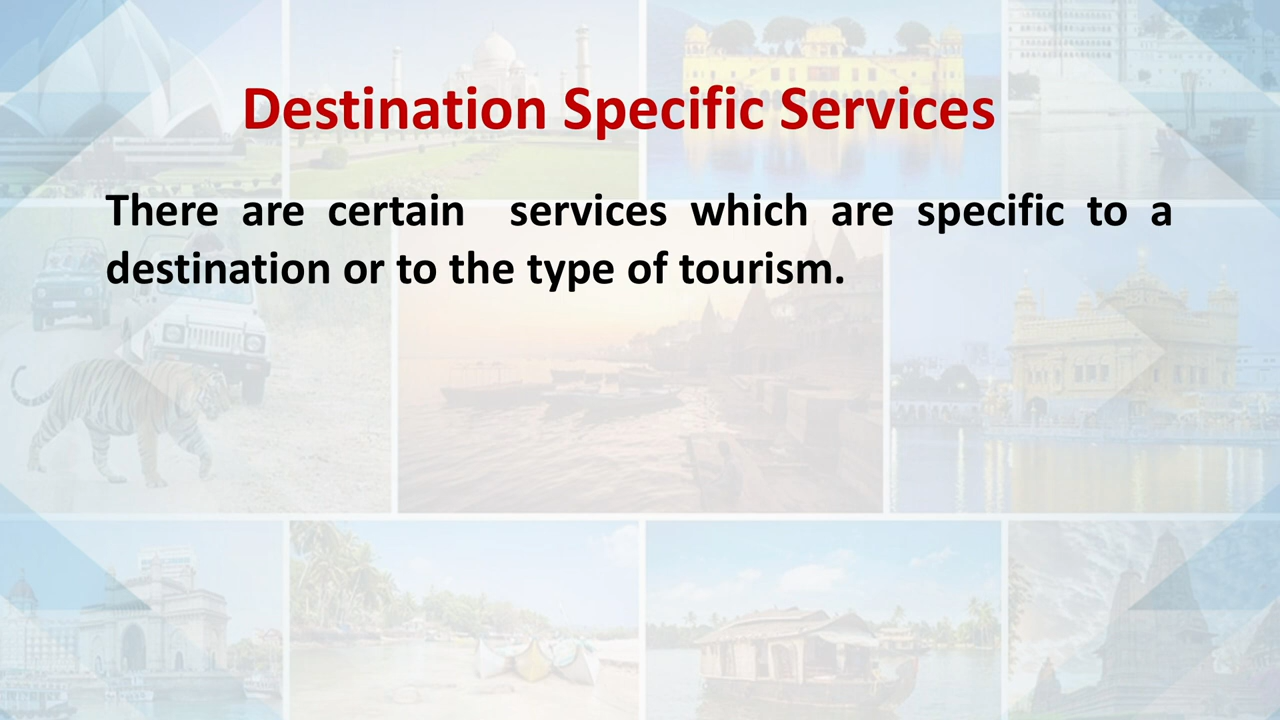 Destination Specific Services
There are certain services which are specific to a
destination or to the type of tourism.